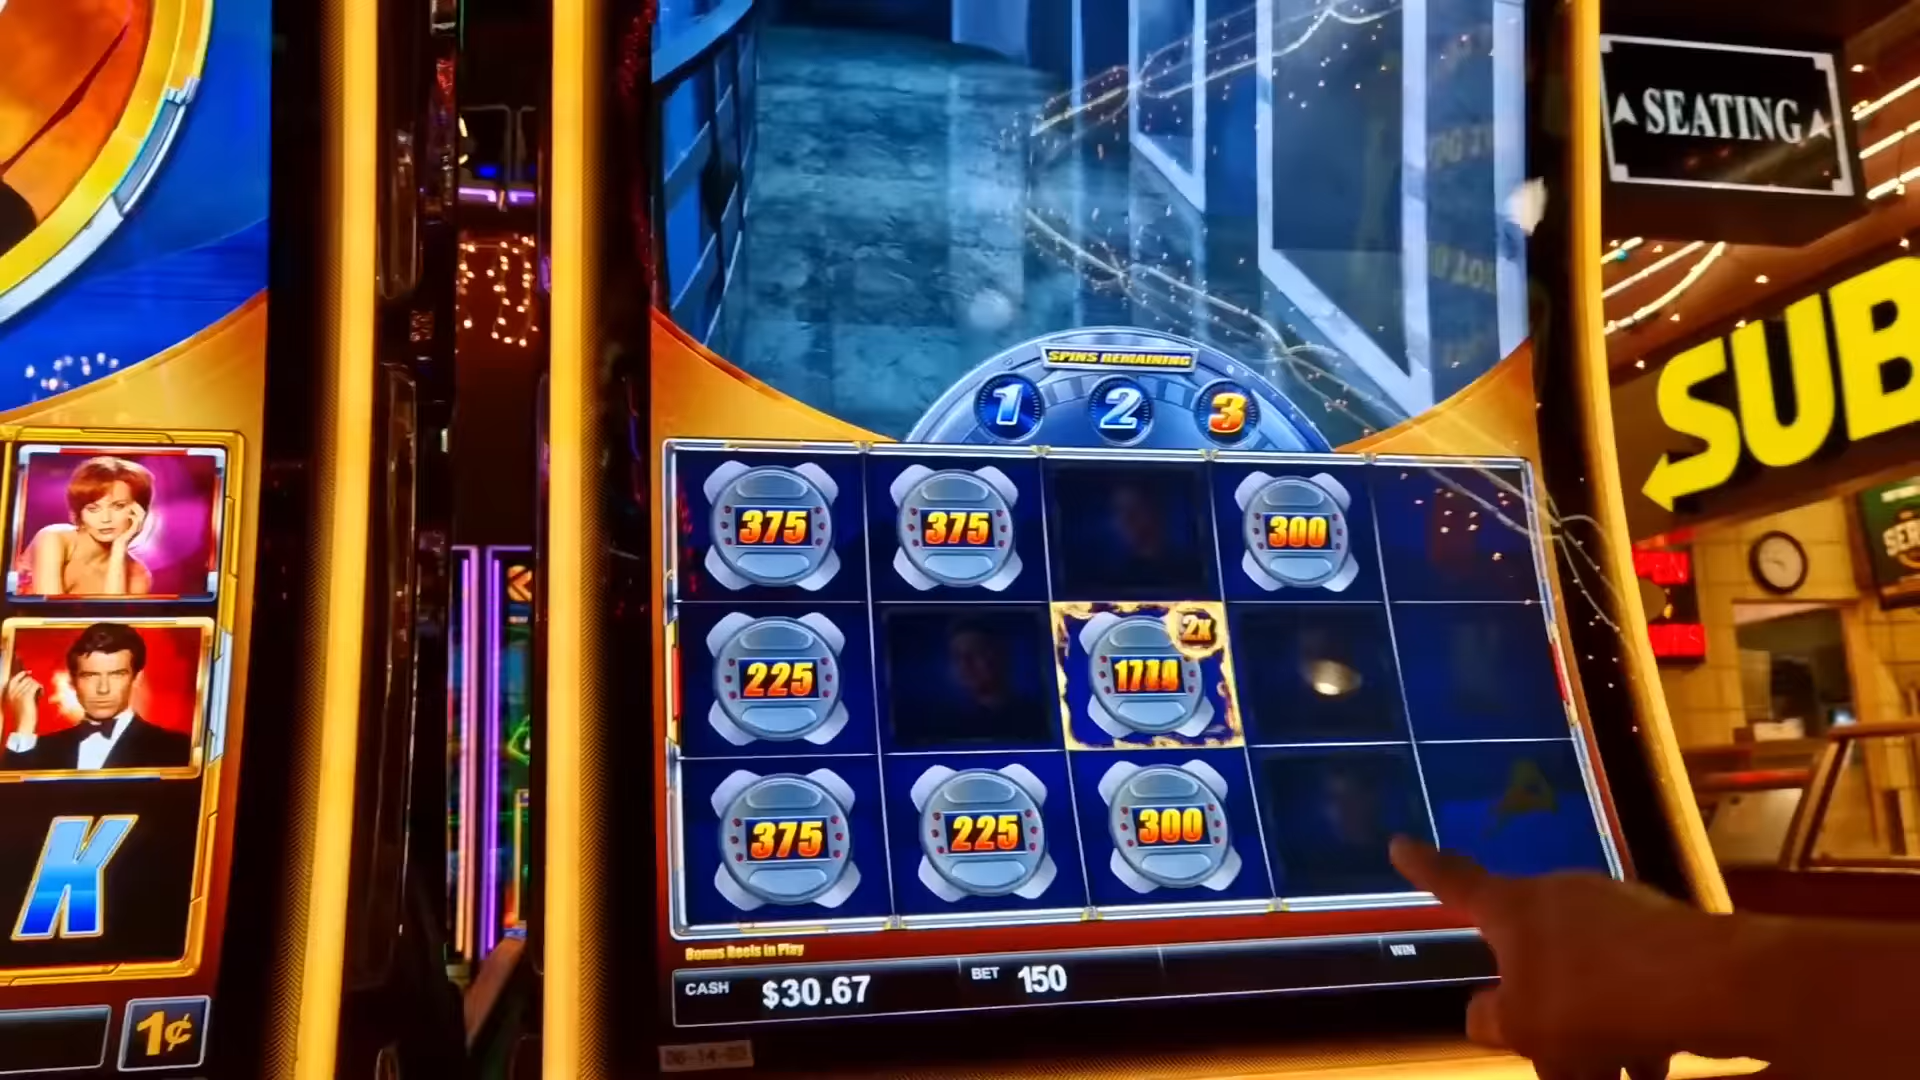 SEATING
SUB
SPINS REMAINING
1 2 3
375 375 300
225 2x
375 225 300
K
Bonus Reels in Play
CASH $30.67 BET 150 WIN
1¢